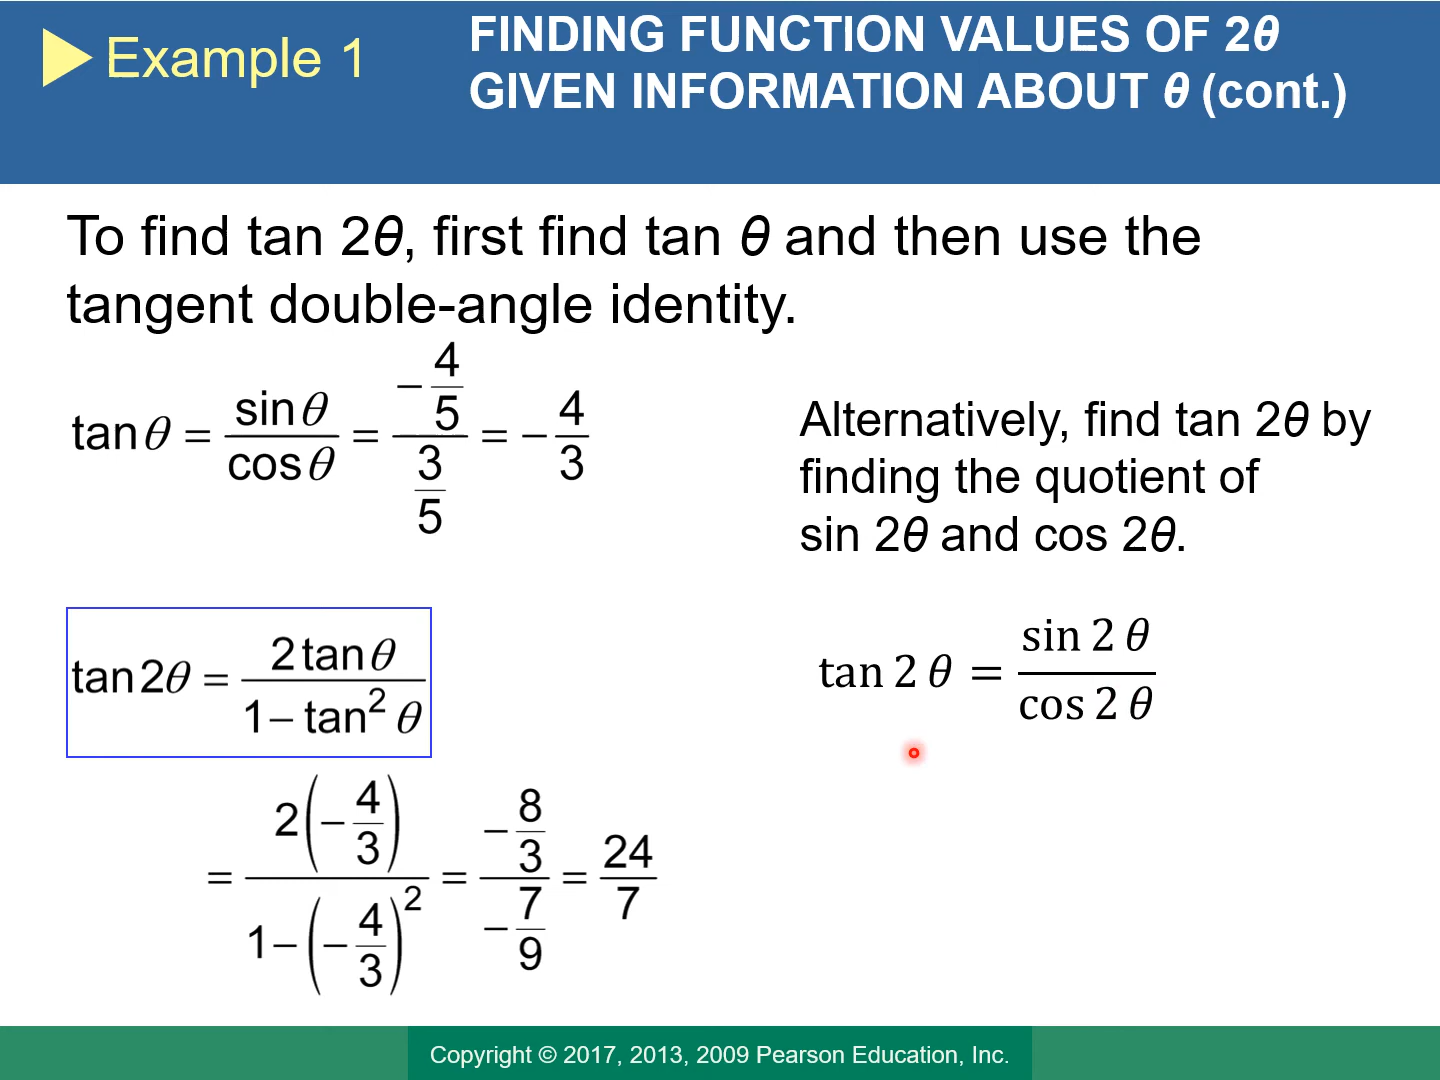 Example 1
FINDING FUNCTION VALUES OF 2θ
GIVEN INFORMATION ABOUT θ (cont.)
To find tan 2θ, first find tan θ and then use the
tangent double-angle identity.
tan θ = sin θ / cos θ = (−4/5) / (3/5) = −4/3
Alternatively, find tan 2θ by
finding the quotient of
sin 2θ and cos 2θ.
tan 2θ = 2 tan θ / (1 − tan² θ)
tan 2 θ = sin 2 θ / cos 2 θ
= 2(−4/3) / (1 − (−4/3)²) = (−8/3) / (−7/9) = 24/7
Copyright © 2017, 2013, 2009 Pearson Education, Inc.